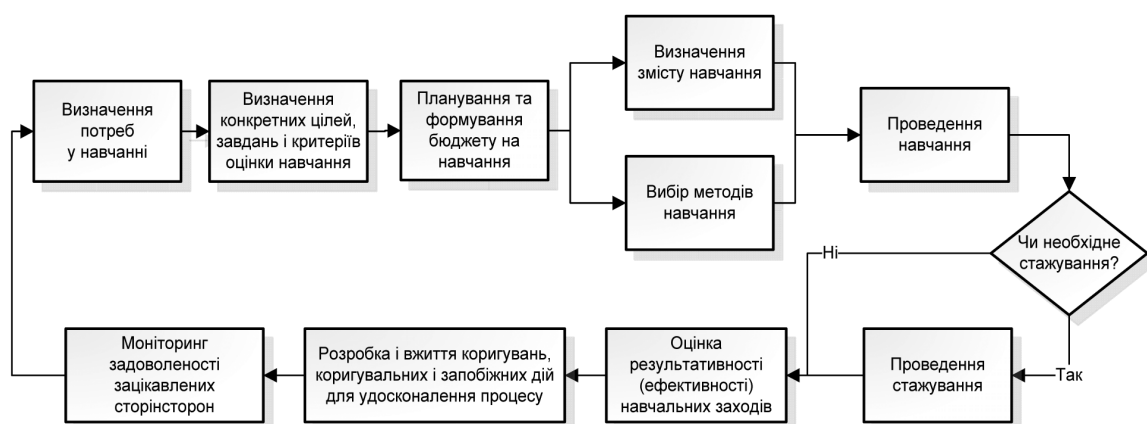 Визначення
потреб
у навчанні
Визначення
конкретних цілей,
завдань і критеріїв
оцінки навчання
Планування та
формування
бюджету на
навчання
Визначення
змісту навчання
Вибір методів
навчання
Проведення
навчання
Чи необхідне
стажування?
Ні
Так
Проведення
стажування
Оцінка
результативності
(ефективності)
навчальних заходів
Розробка і вжиття коригувань,
коригувальних і запобіжних дій
для удосконалення процесу
Моніторинг
задоволеності
зацікавлених
сторінсторон